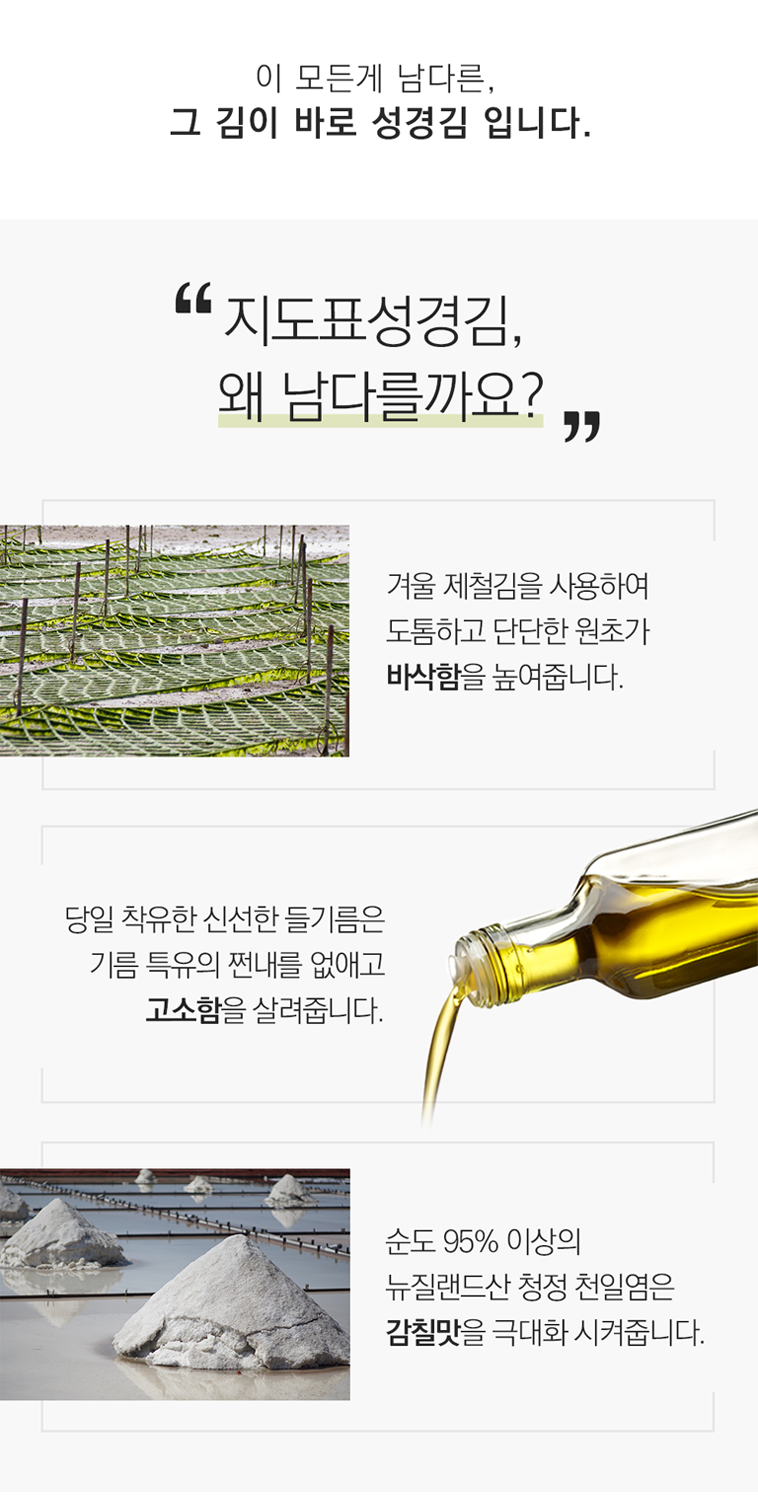 이 모든게 남다른,
그 김이 바로 성경김 입니다.
“ 지도표성경김,
왜 남다를까요? ”
겨울 제철김을 사용하여
도톰하고 단단한 원초가
바삭함을 높여줍니다.
당일 착유한 신선한 들기름은
기름 특유의 쩐내를 없애고
고소함을 살려줍니다.
순도 95% 이상의
뉴질랜드산 청정 천일염은
감칠맛을 극대화 시켜줍니다.